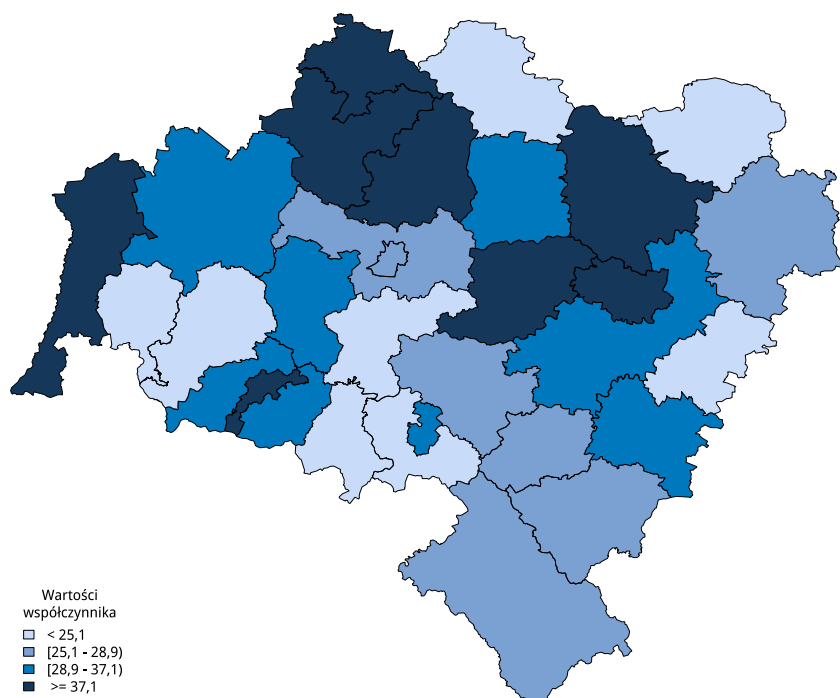 Wartości
współczynnika
< 25,1
[25,1 - 28,9)
[28,9 - 37,1)
>= 37,1